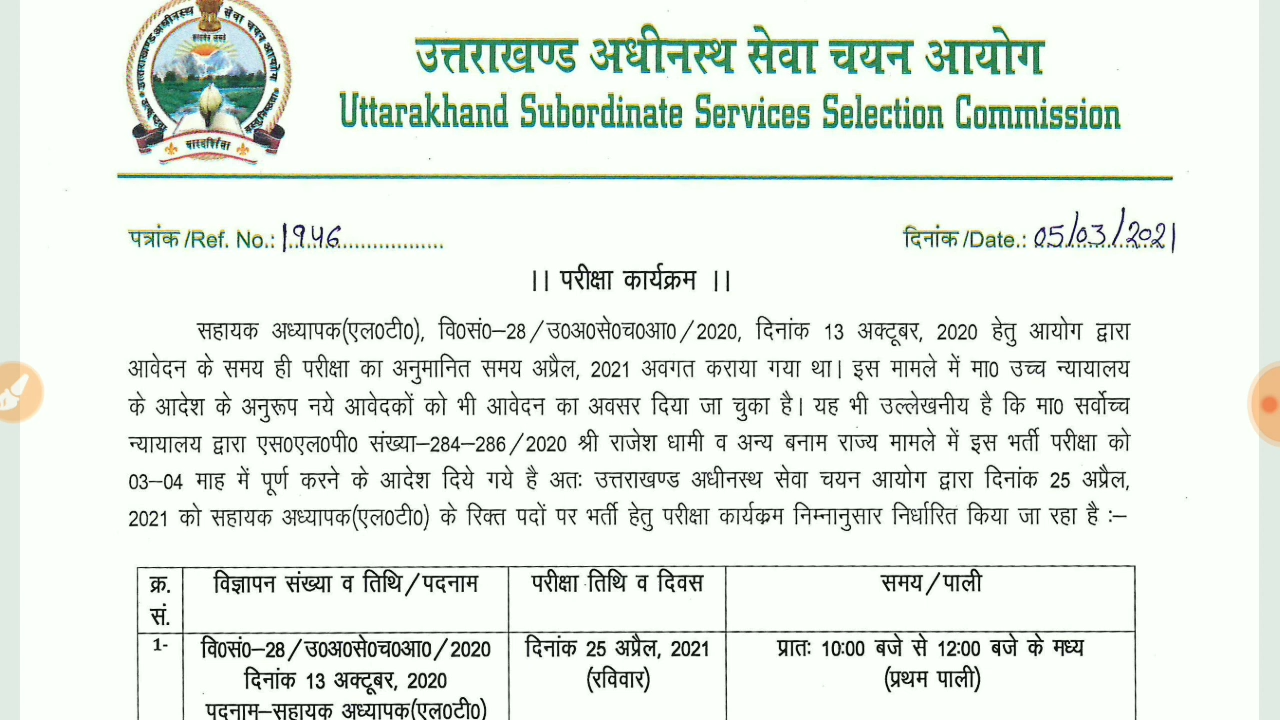 उत्तराखण्ड अधीनस्थ सेवा चयन आयोग
Uttarakhand Subordinate Services Selection Commission
पारदर्शिता
पत्रांक /Ref. No.: 1946
दिनांक /Date.: 05/03/2021
।। परीक्षा कार्यक्रम ।।
सहायक अध्यापक(एल0टी0), वि0सं0–28/उ0अ0से0च0आ0/2020, दिनांक 13 अक्टूबर, 2020 हेतु आयोग द्वारा
आवेदन के समय ही परीक्षा का अनुमानित समय अप्रैल, 2021 अवगत कराया गया था। इस मामले में मा0 उच्च न्यायालय
के आदेश के अनुरूप नये आवेदकों को भी आवेदन का अवसर दिया जा चुका है। यह भी उल्लेखनीय है कि मा0 सर्वोच्च
न्यायालय द्वारा एस0एल0पी0 संख्या–284–286/2020 श्री राजेश धामी व अन्य बनाम राज्य मामले में इस भर्ती परीक्षा को
03–04 माह में पूर्ण करने के आदेश दिये गये है अतः उत्तराखण्ड अधीनस्थ सेवा चयन आयोग द्वारा दिनांक 25 अप्रैल,
2021 को सहायक अध्यापक(एल0टी0) के रिक्त पदों पर भर्ती हेतु परीक्षा कार्यक्रम निम्नानुसार निर्धारित किया जा रहा है :–
क्र. सं.
विज्ञापन संख्या व तिथि/पदनाम
परीक्षा तिथि व दिवस
समय/पाली
1-
वि0सं0–28/उ0अ0से0च0आ0/2020
दिनांक 13 अक्टूबर, 2020
पदनाम–सहायक अध्यापक(एल0टी0)
दिनांक 25 अप्रैल, 2021
(रविवार)
प्रातः 10:00 बजे से 12:00 बजे के मध्य
(प्रथम पाली)